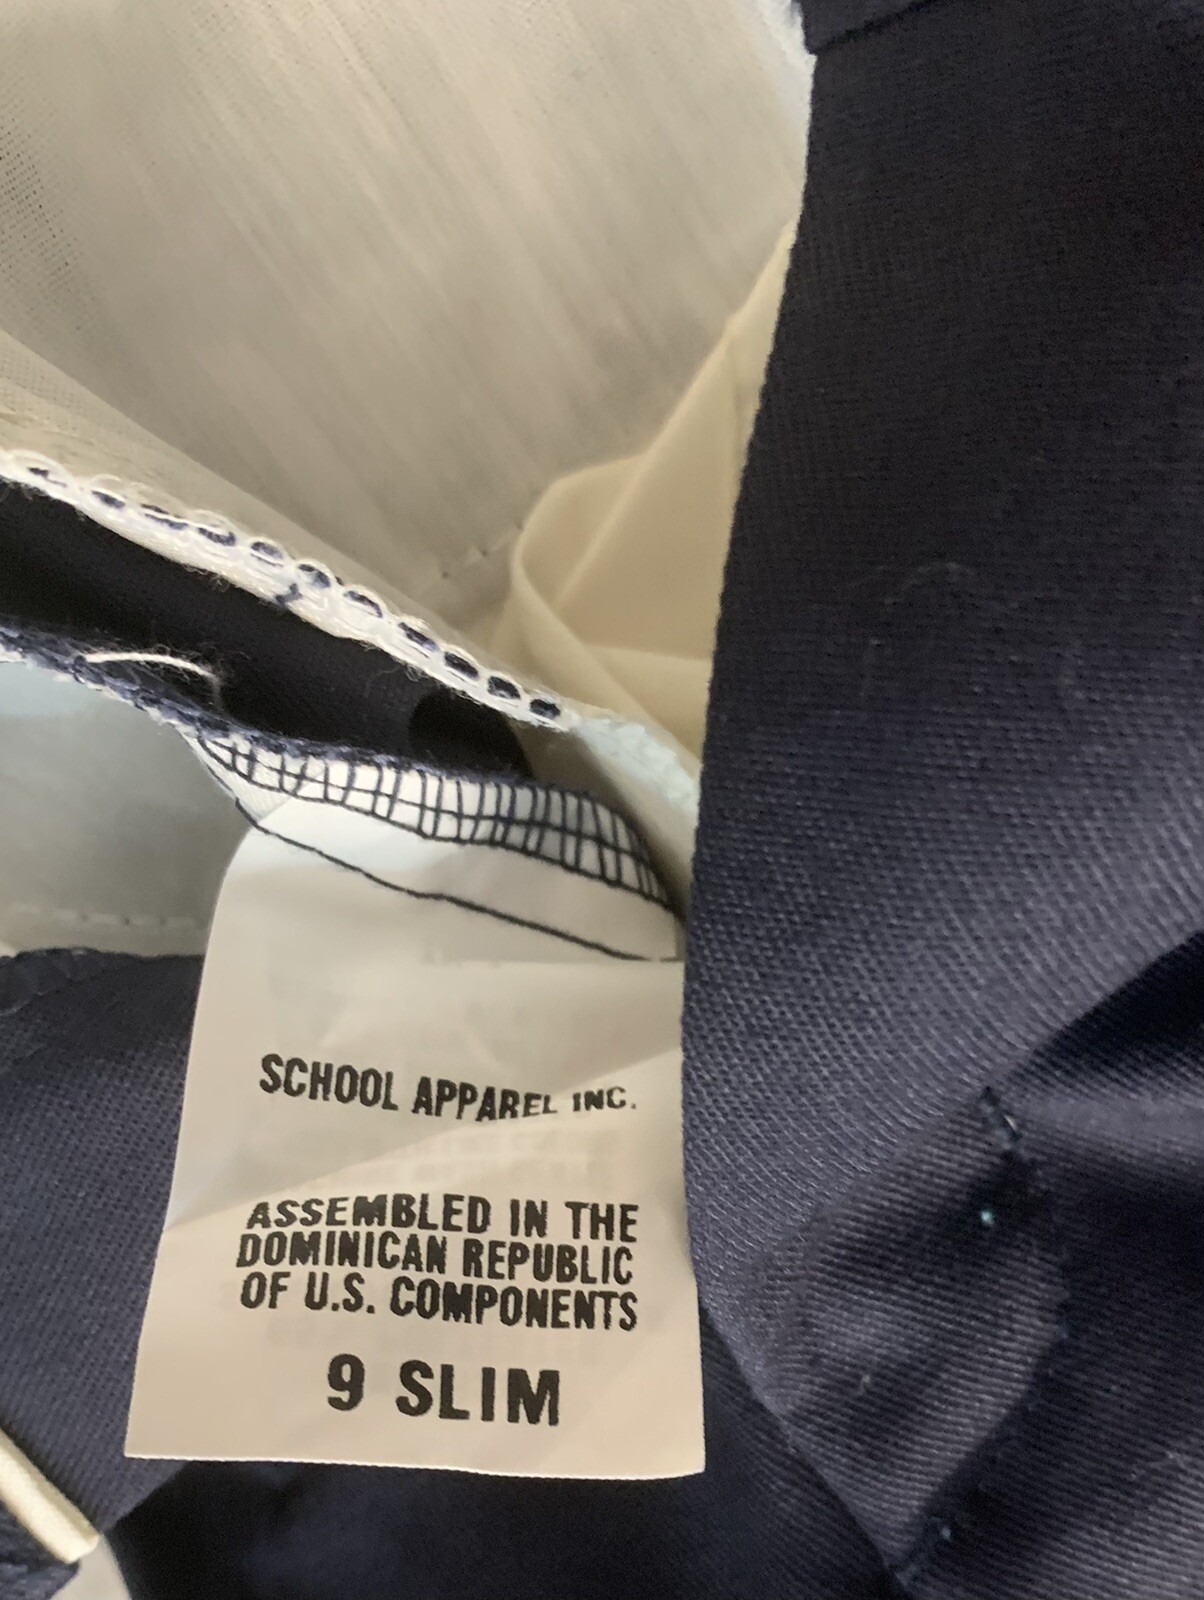 SCHOOL APPAREL INC.
ASSEMBLED IN THE
DOMINICAN REPUBLIC
OF U.S. COMPONENTS
9 SLIM